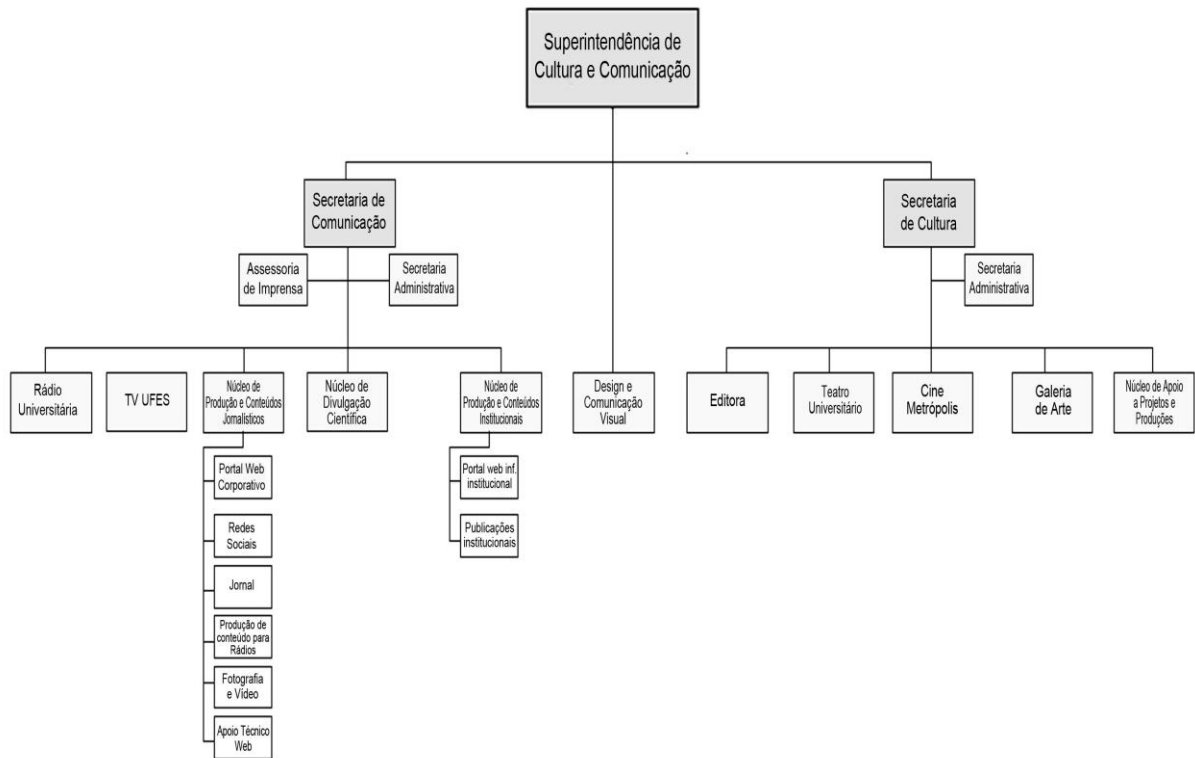 Superintendência de
Cultura e Comunicação
Secretaria de
Comunicação
Secretaria
de Cultura
Assessoria
de Imprensa
Secretaria
Administrativa
Secretaria
Administrativa
Rádio
Universitária
TV UFES
Núcleo de
Produção e Conteúdos
Jornalísticos
Núcleo de
Divulgação
Científica
Núcleo de
Produção e Conteúdos
Institucionais
Design e
Comunicação
Visual
Editora
Teatro
Universitário
Cine
Metrópolis
Galeria
de Arte
Núcleo de Apoio
a Projetos e
Produções
Portal Web
Corporativo
Redes
Sociais
Jornal
Produção de
conteúdo para
Rádios
Fotografia
e Vídeo
Apoio Técnico
Web
Portal web inf.
institucional
Publicações
institucionais